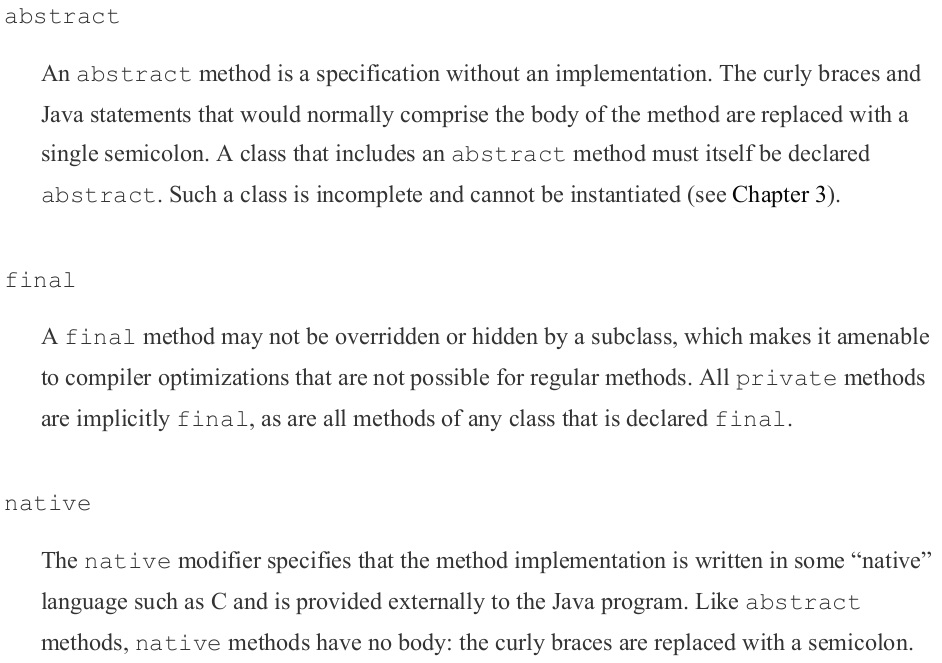 abstract
An abstract method is a specification without an implementation. The curly braces and
Java statements that would normally comprise the body of the method are replaced with a
single semicolon. A class that includes an abstract method must itself be declared
abstract. Such a class is incomplete and cannot be instantiated (see Chapter 3).
final
A final method may not be overridden or hidden by a subclass, which makes it amenable
to compiler optimizations that are not possible for regular methods. All private methods
are implicitly final, as are all methods of any class that is declared final.
native
The native modifier specifies that the method implementation is written in some “native”
language such as C and is provided externally to the Java program. Like abstract
methods, native methods have no body: the curly braces are replaced with a semicolon.